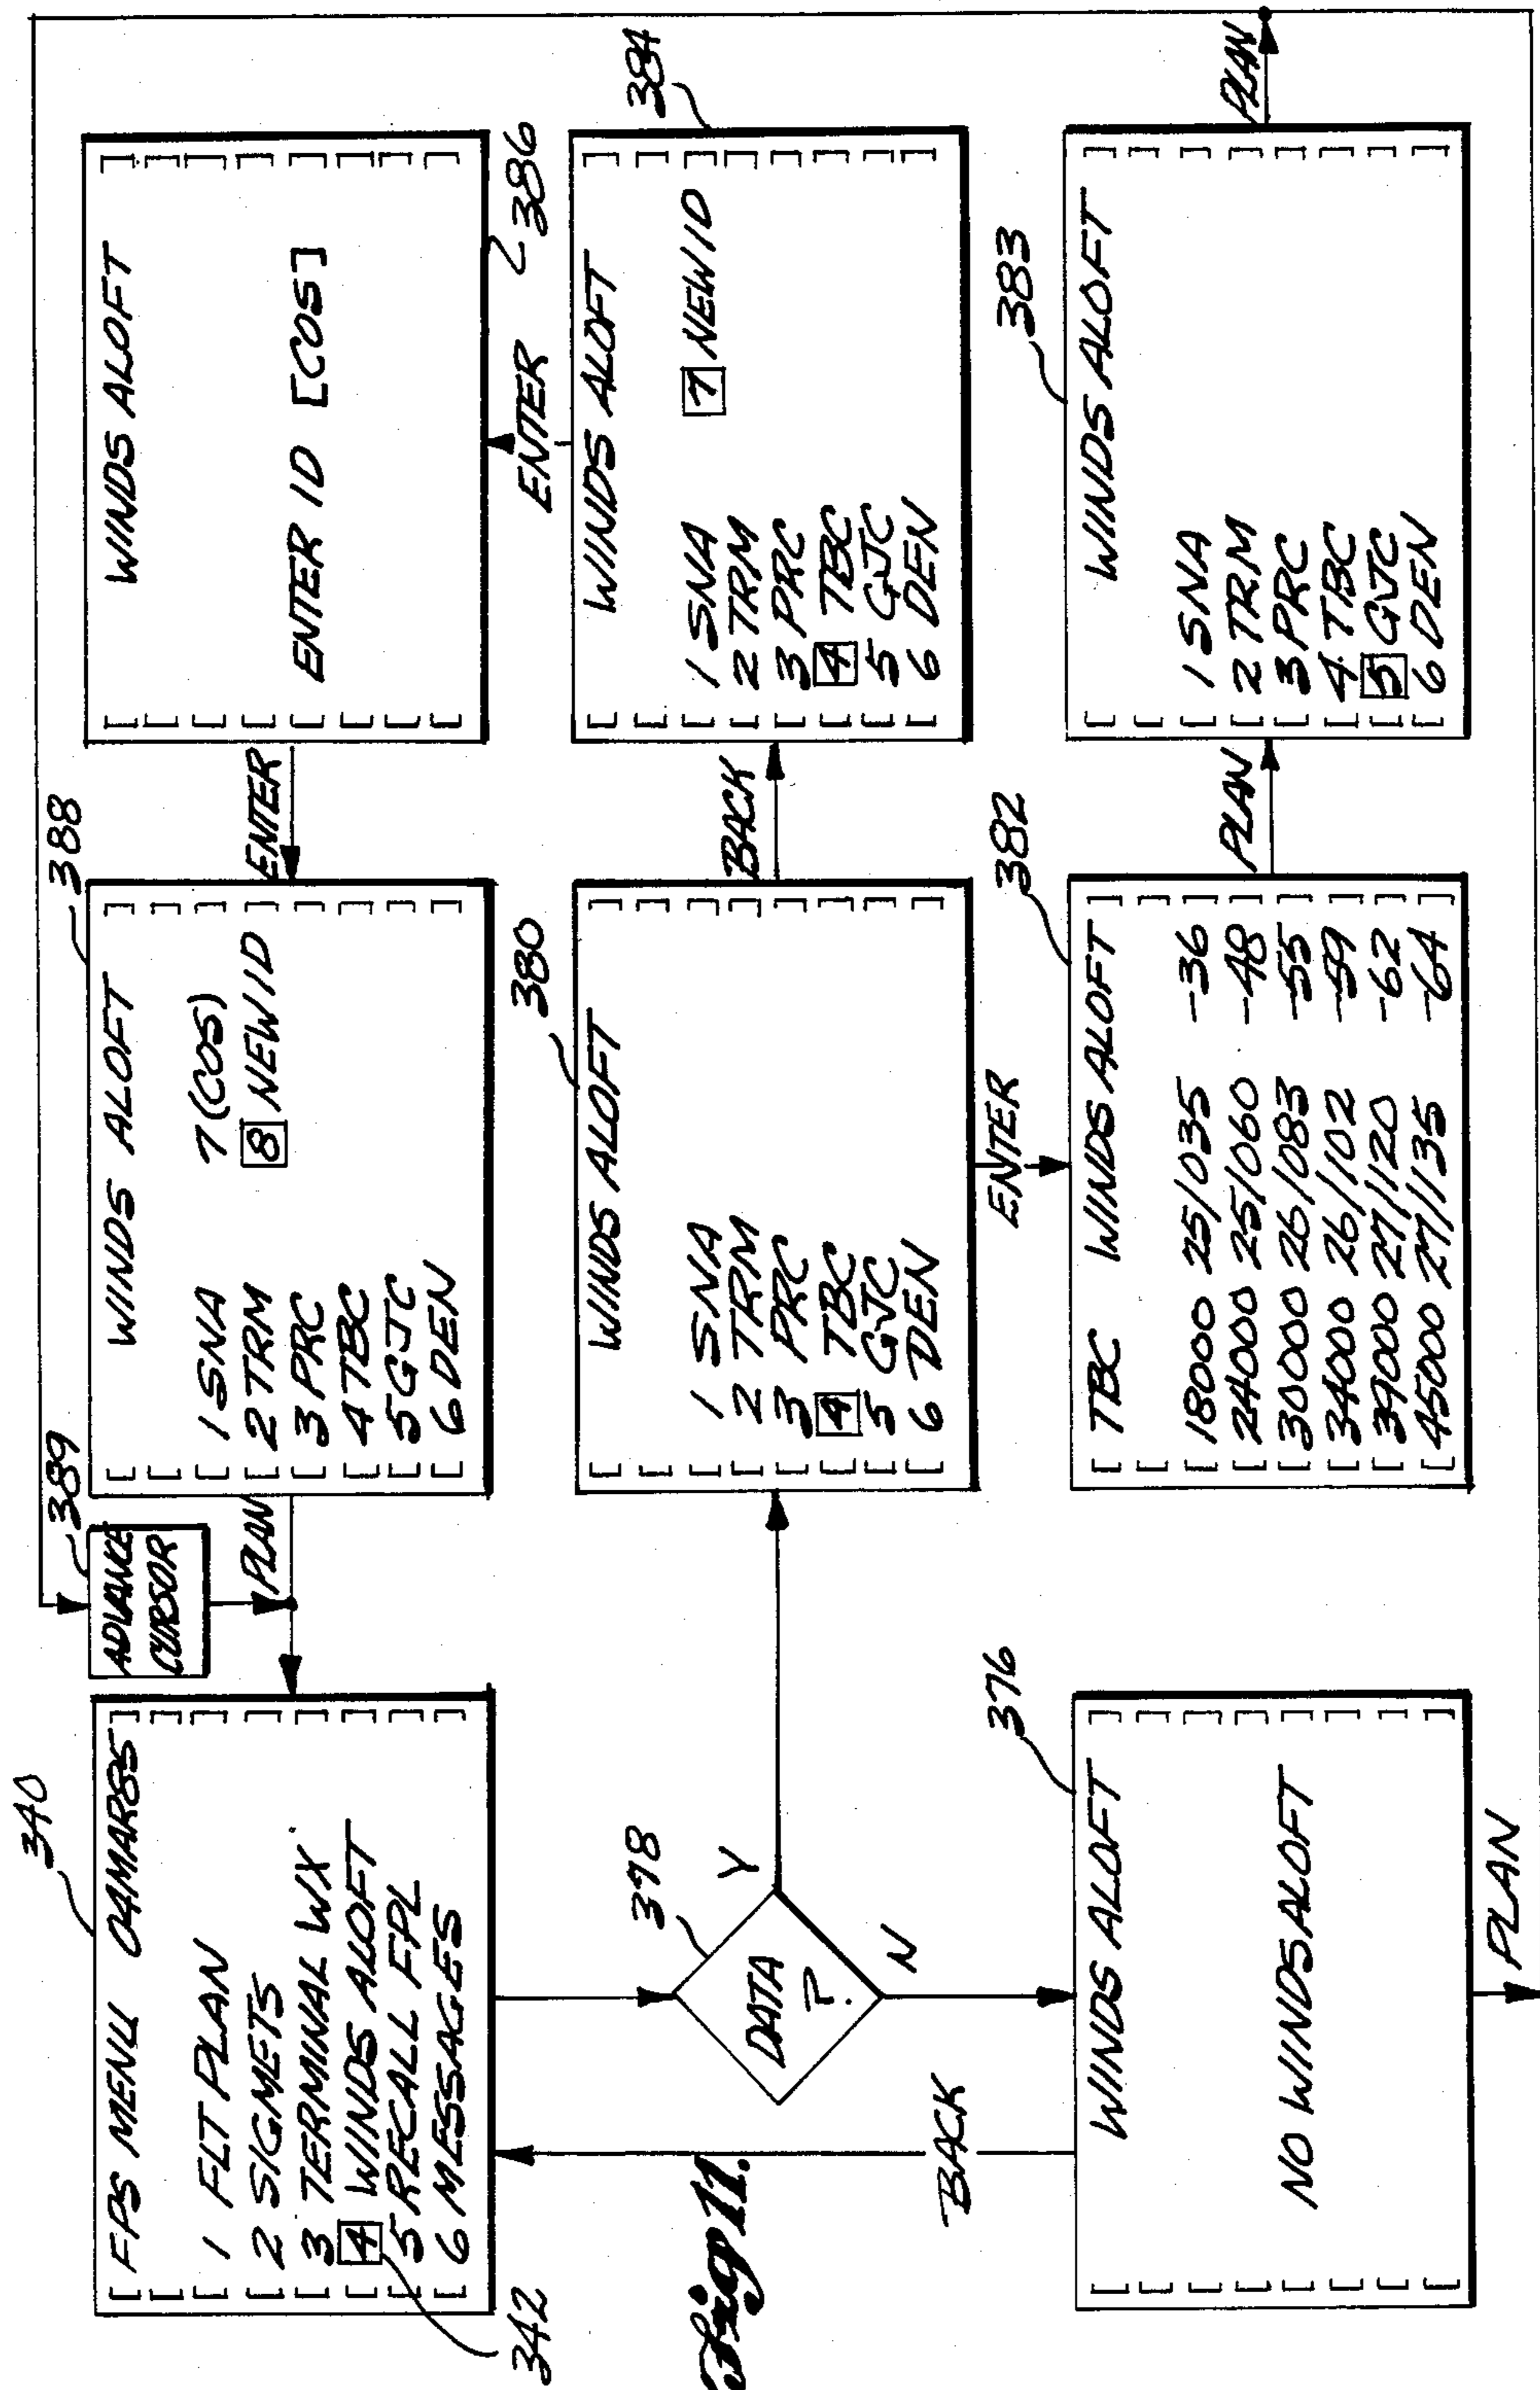 340
FPS MENU 04MAR85
1 FLT PLAN
2 SIGMETS
3 TERMINAL WX
4 WINDS ALOFT
5 RECALL FPL
6 MESSAGES
342
389
ADVANCE
CURSOR
PLAN
388
WINDS ALOFT
1 SNA 7 (COS)
2 TRM 8 NEW ID
3 PRC
4 TBC
5 GJC
6 DEN
ENTER
WINDS ALOFT
ENTER ID [COS]
386
ENTER
378
DATA
?
Y
N
380
WINDS ALOFT
1 SNA
2 TRM
3 PRC
4 TBC
5 GJC
6 DEN
BACK
384
WINDS ALOFT
1 SNA 7 NEW ID
2 TRM
3 PRC
4 TBC
5 GJC
6 DEN
ENTER
Fig. 11.
BACK
376
WINDS ALOFT
NO WINDS ALOFT
PLAN
382
TBC WINDS ALOFT
18000 25/035 -36
24000 25/060 -48
30000 26/083 -55
34000 26/102 -59
39000 27/120 -62
45000 27/135 -64
PLAN
383
WINDS ALOFT
1 SNA
2 TRM
3 PRC
4 TBC
5 GJC
6 DEN
PLAN